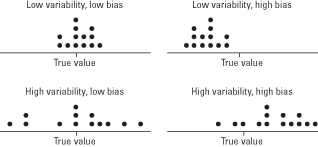 Low variability, low bias
Low variability, high bias
True value
True value
High variability, low bias
High variability, high bias
True value
True value